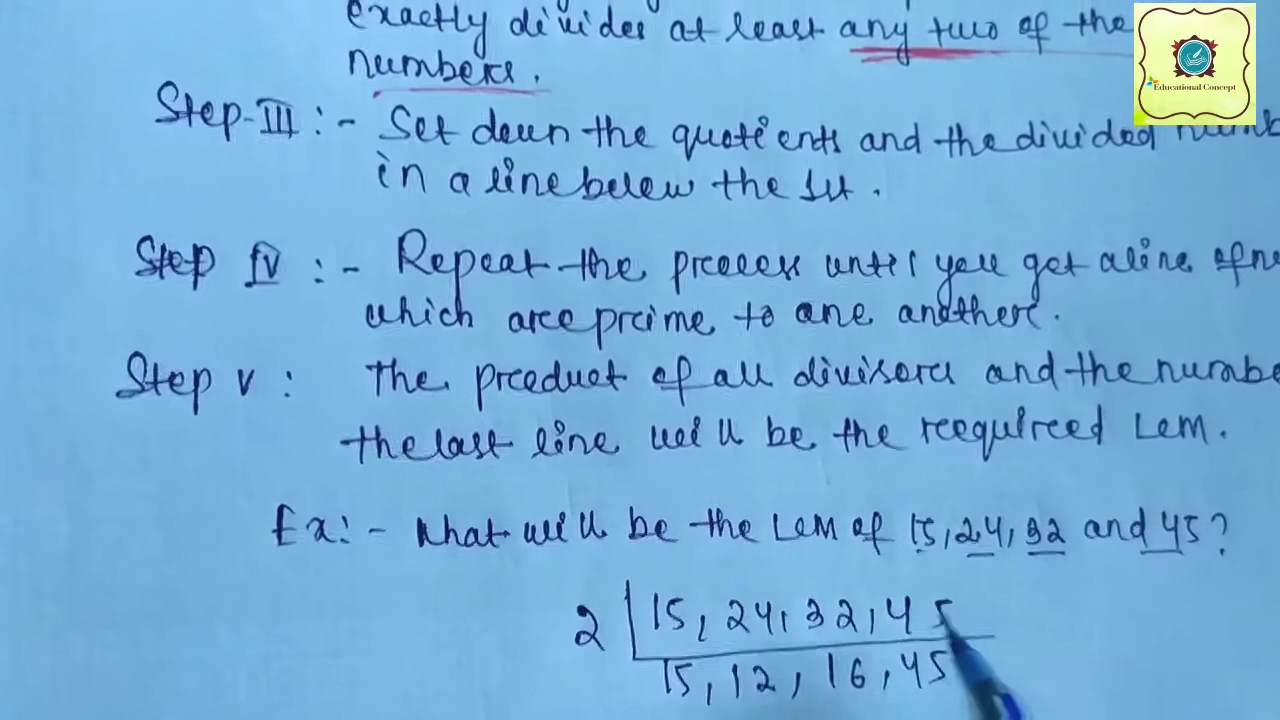 exactly divides at least any two of the
numbers.
Educational Concept
Step-III :- Set down the quotients and the divided
in a line below the 1st.
Step IV :- Repeat the process until you get a line of
which are prime to one another.
Step V : The product of all divisors and the
the last line will be the required Lcm.
Ex:- What will be the Lcm of 15, 24, 32 and 45?
2 15, 24, 32, 45
15, 12, 16, 45